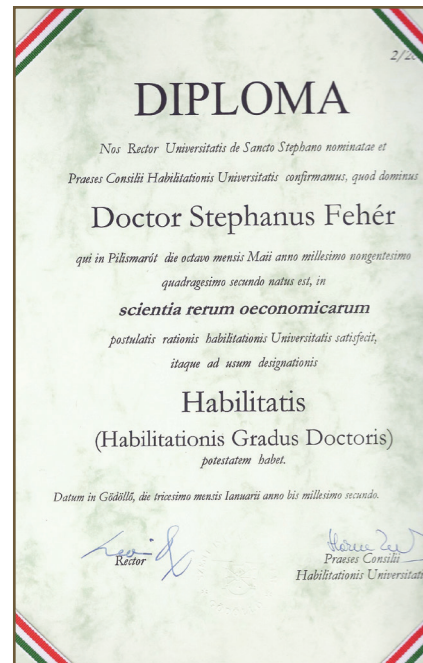 DIPLOMA
Nos Rector Universitatis de Sancto Stephano nominatae et
Praeses Consilii Habilitationis Universitatis confirmamus, quod dominus
Doctor Stephanus Fehér
qui in Pilismarót die octavo mensis Maii anno millesimo nongentesimo
quadragesimo secundo natus est, in
scientia rerum oeconomicarum
postulatis rationis habilitationis Universitatis satisfecit,
itaque ad usum designationis
Habilitatis
(Habilitationis Gradus Doctoris)
potestatem habet.
Datum in Gödöllő, die tricesimo mensis Ianuarii anno bis millesimo secundo.
Rector
Praeses Consilii
Habilitationis